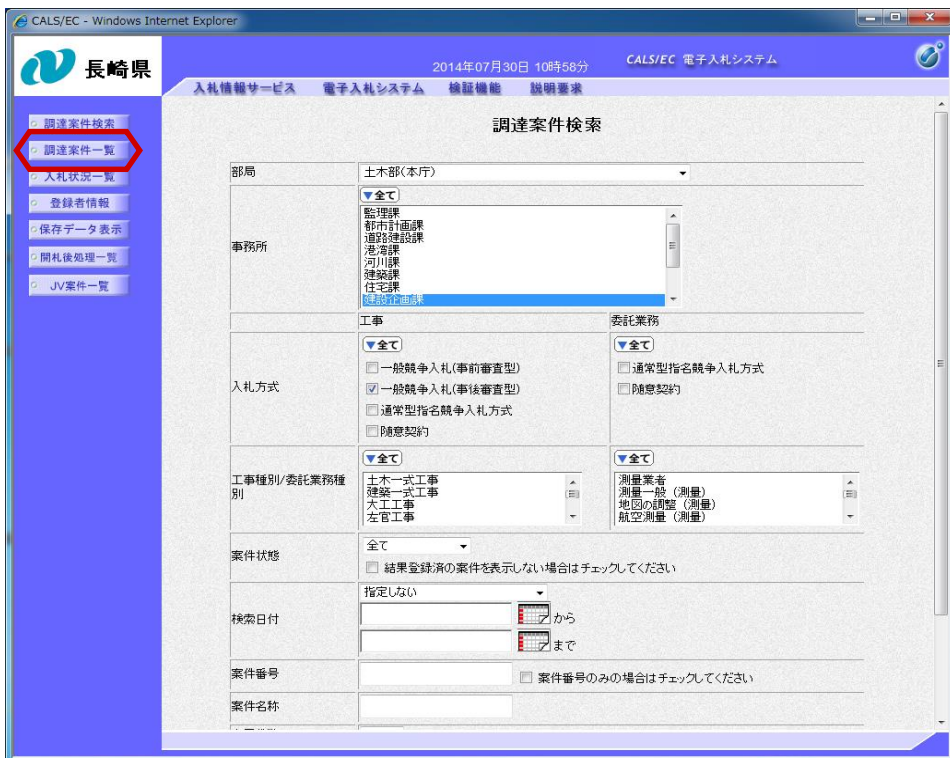 CALS/EC - Windows Internet Explorer
長崎県
2014年07月30日 10時58分
CALS/EC 電子入札システム
入札情報サービス 電子入札システム 検証機能 説明要求
調達案件検索
調達案件一覧
入札状況一覧
登録者情報
保存データ表示
開札後処理一覧
JV案件一覧
調達案件検索
部局 土木部(本庁)
事務所
▼全て
監理課
都市計画課
道路建設課
港湾課
河川課
建築課
住宅課
建設企画課
工事 委託業務
入札方式
▼全て ▼全て
一般競争入札(事前審査型) 通常型指名競争入札方式
一般競争入札(事後審査型) 随意契約
通常型指名競争入札方式
随意契約
工事種別/委託業務種別
▼全て ▼全て
土木一式工事 測量業者
建築一式工事 測量一般（測量）
大工工事 地図の調整（測量）
左官工事 航空測量（測量）
案件状態
全て
結果登録済の案件を表示しない場合はチェックしてください
検索日付
指定しない
から
まで
案件番号 案件番号のみの場合はチェックしてください
案件名称